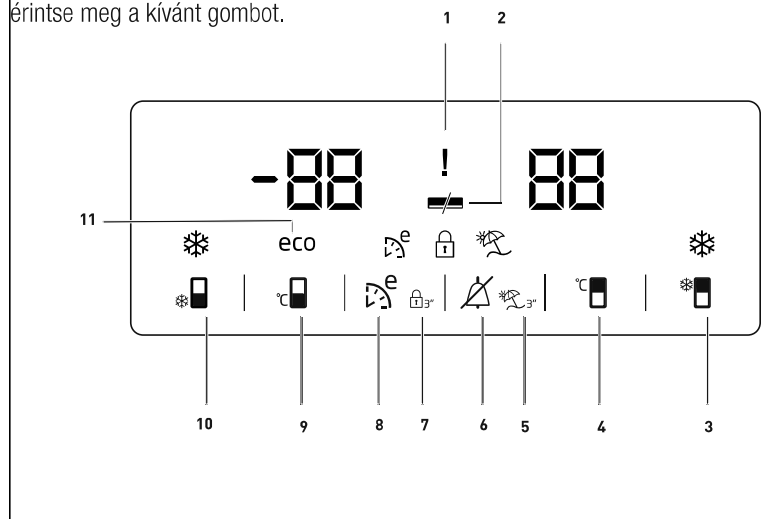 érintse meg a kívánt gombot.
1 2
-88 ! 88
11
eco e
°C e 3" 3" °C
10 9 8 7 6 5 4 3